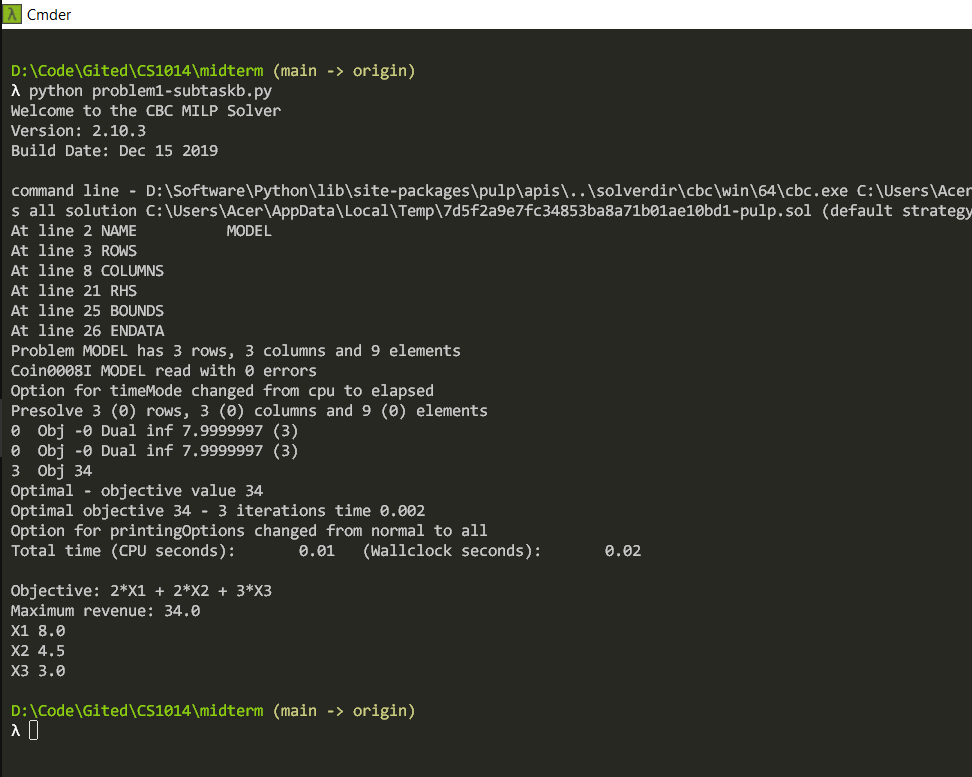 λ Cmder
D:\Code\Gited\CS1014\midterm (main -> origin)
λ python problem1-subtaskb.py
Welcome to the CBC MILP Solver
Version: 2.10.3
Build Date: Dec 15 2019
command line - D:\Software\Python\lib\site-packages\pulp\apis\..\solverdir\cbc\win\64\cbc.exe C:\Users\Acer
s all solution C:\Users\Acer\AppData\Local\Temp\7d5f2a9e7fc34853ba8a71b01ae10bd1-pulp.sol (default strategy
At line 2 NAME          MODEL
At line 3 ROWS
At line 8 COLUMNS
At line 21 RHS
At line 25 BOUNDS
At line 26 ENDATA
Problem MODEL has 3 rows, 3 columns and 9 elements
Coin0008I MODEL read with 0 errors
Option for timeMode changed from cpu to elapsed
Presolve 3 (0) rows, 3 (0) columns and 9 (0) elements
0  Obj -0 Dual inf 7.9999997 (3)
0  Obj -0 Dual inf 7.9999997 (3)
3  Obj 34
Optimal - objective value 34
Optimal objective 34 - 3 iterations time 0.002
Option for printingOptions changed from normal to all
Total time (CPU seconds):       0.01   (Wallclock seconds):       0.02
Objective: 2*X1 + 2*X2 + 3*X3
Maximum revenue: 34.0
X1 8.0
X2 4.5
X3 3.0
D:\Code\Gited\CS1014\midterm (main -> origin)
λ